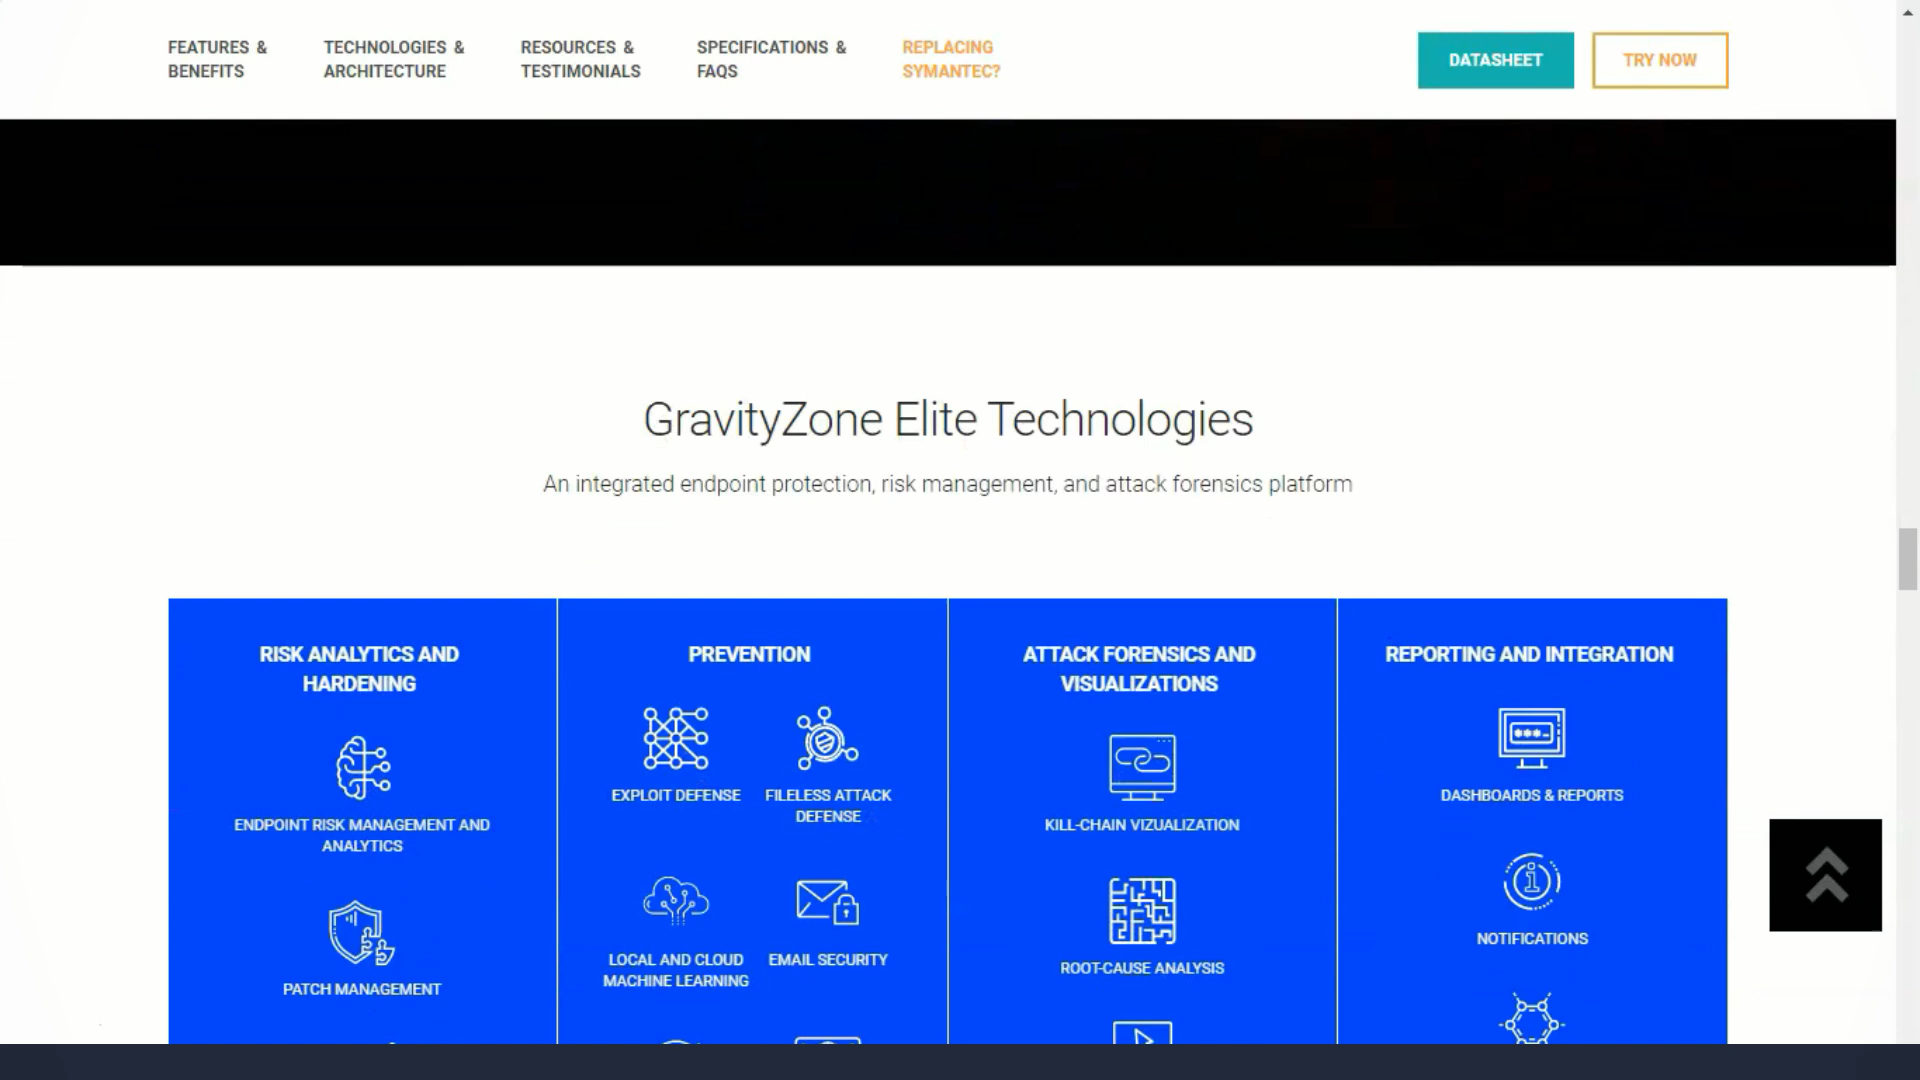 FEATURES &
BENEFITS
TECHNOLOGIES &
ARCHITECTURE
RESOURCES &
TESTIMONIALS
SPECIFICATIONS &
FAQS
REPLACING
SYMANTEC?
DATASHEET
TRY NOW
GravityZone Elite Technologies
An integrated endpoint protection, risk management, and attack forensics platform
RISK ANALYTICS AND
HARDENING
ENDPOINT RISK MANAGEMENT AND
ANALYTICS
PATCH MANAGEMENT
PREVENTION
EXPLOIT DEFENSE
FILELESS ATTACK
DEFENSE
LOCAL AND CLOUD
MACHINE LEARNING
EMAIL SECURITY
ATTACK FORENSICS AND
VISUALIZATIONS
KILL-CHAIN VIZUALIZATION
ROOT-CAUSE ANALYSIS
REPORTING AND INTEGRATION
DASHBOARDS & REPORTS
NOTIFICATIONS